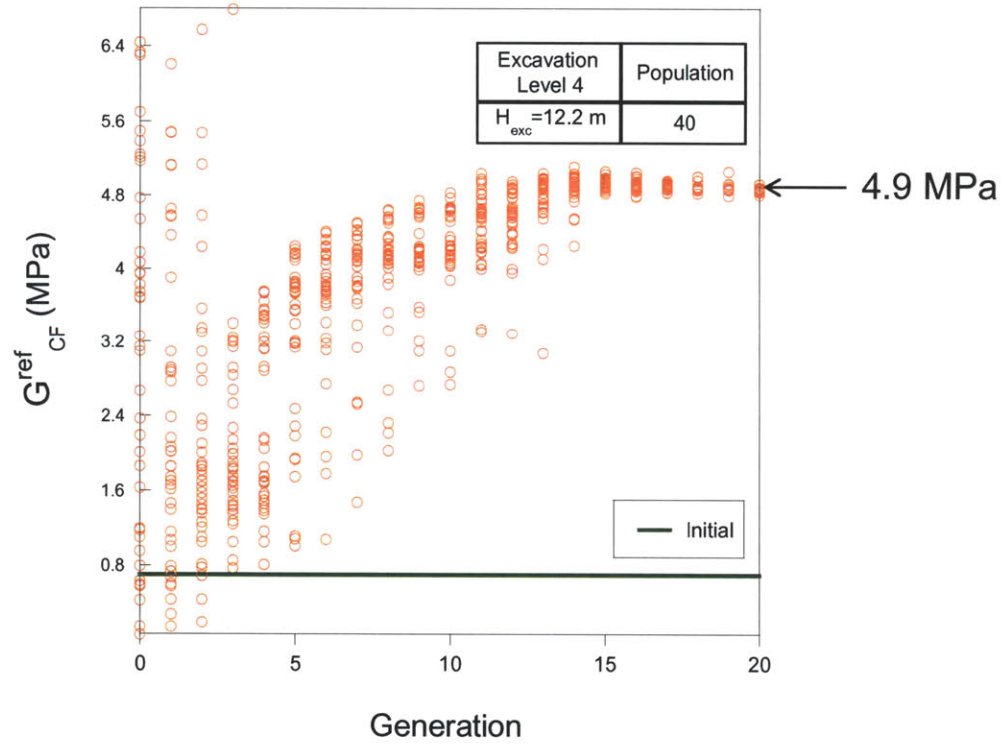 6.4
5.6
4.8
4
3.2
2.4
1.6
0.8
0
G^ref_CF (MPa)
Excavation
Level 4
Population
H_exc=12.2 m
40
4.9 MPa
Initial
0
5
10
15
20
Generation